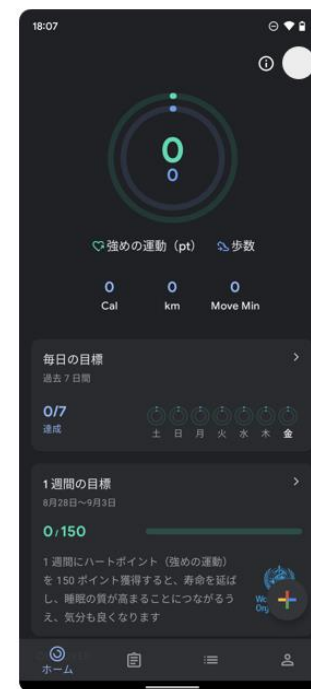 18:07
0
0
強めの運動（pt） 歩数
0 0 0
Cal km Move Min
毎日の目標
過去 7 日間
0/7
達成
土 日 月 火 水 木 金
1 週間の目標
8月28日～9月3日
0/150
1 週間にハートポイント（強めの運動）
を 150 ポイント獲得すると、寿命を延ば
し、睡眠の質が高まることにつながるう
え、気分も良くなります
ホーム